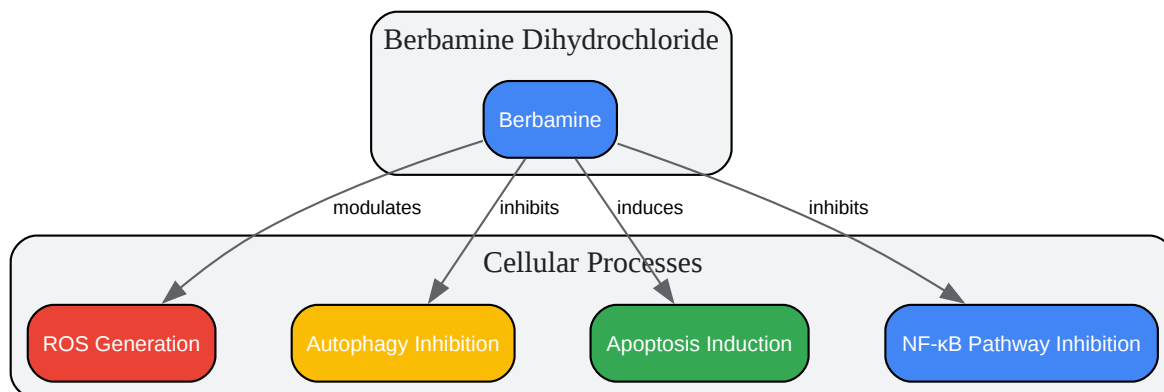 Berbamine Dihydrochloride
Berbamine
modulates
inhibits
induces
inhibits
Cellular Processes
ROS Generation
Autophagy Inhibition
Apoptosis Induction
NF-κB Pathway Inhibition